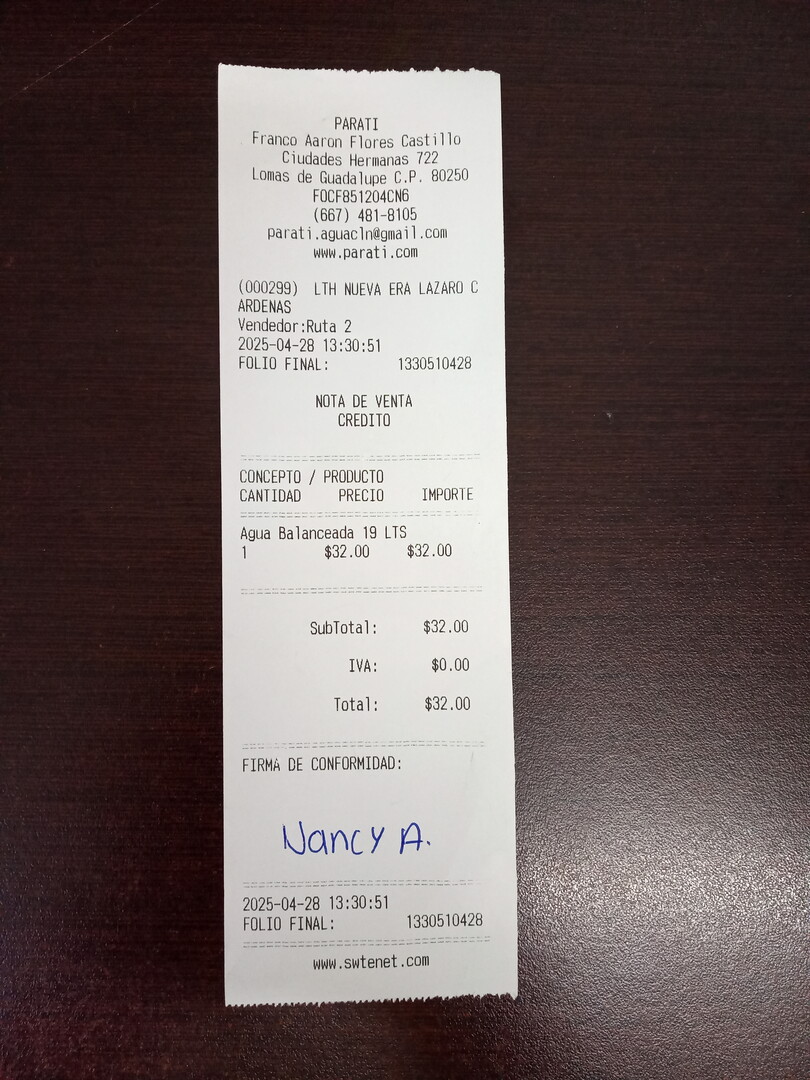 PARATI
Franco Aaron Flores Castillo
Ciudades Hermanas 722
Lomas de Guadalupe C.P. 80250
FOCF851204CN6
(667) 481-8105
parati.aguacln@gmail.com
www.parati.com
(000299) LTH NUEVA ERA LAZARO C
ARDENAS
Vendedor:Ruta 2
2025-04-28 13:30:51
FOLIO FINAL: 1330510428
NOTA DE VENTA
CREDITO
CONCEPTO / PRODUCTO
CANTIDAD PRECIO IMPORTE
Agua Balanceada 19 LTS
1 $32.00 $32.00
SubTotal: $32.00
IVA: $0.00
Total: $32.00
FIRMA DE CONFORMIDAD:
Nancy A.
2025-04-28 13:30:51
FOLIO FINAL: 1330510428
www.swtenet.com